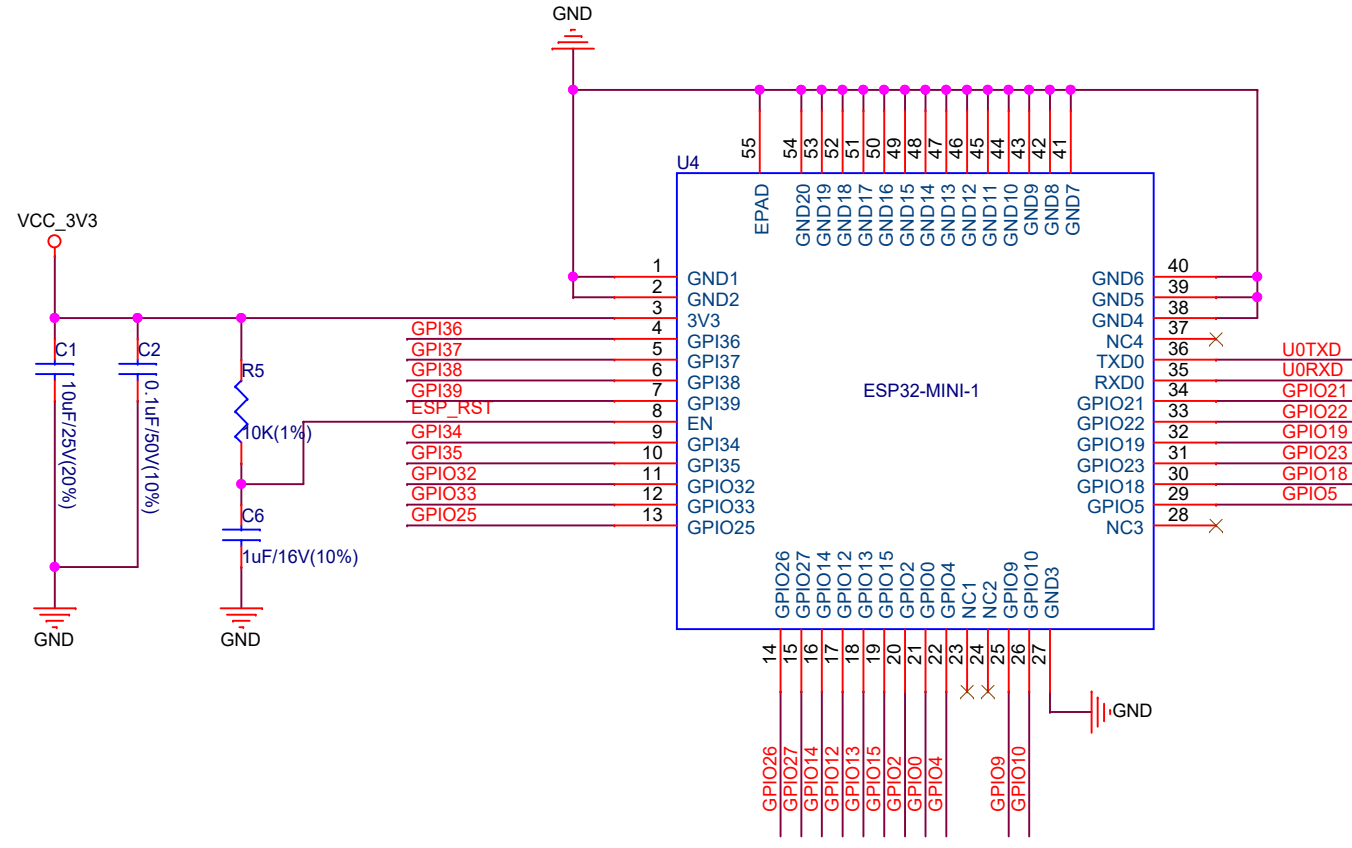 GND
55
54
53
52
51
50
49
48
47
46
45
44
43
42
41
U4
EPAD
GND20
GND19
GND18
GND17
GND16
GND15
GND14
GND13
GND12
GND11
GND10
GND9
GND8
GND7
VCC_3V3
1 GND1
2 GND2
3 3V3
GPI36 4 GPI36
GPI37 5 GPI37
GPI38 6 GPI38
GPI39 7 GPI39
ESP_RST 8 EN
GPI34 9 GPI34
GPI35 10 GPI35
GPIO32 11 GPIO32
GPIO33 12 GPIO33
GPIO25 13 GPIO25
ESP32-MINI-1
GND6 40
GND5 39
GND4 38
NC4 37
TXD0 36 U0TXD
RXD0 35 U0RXD
GPIO21 34 GPIO21
GPIO22 33 GPIO22
GPIO19 32 GPIO19
GPIO23 31 GPIO23
GPIO18 30 GPIO18
GPIO5 29 GPIO5
NC3 28
C1
10uF/25V(20%)
C2
0.1uF/50V(10%)
R5
10K(1%)
C6
1uF/16V(10%)
GND
GND
GPIO26
GPIO27
GPIO14
GPIO12
GPIO13
GPIO15
GPIO2
GPIO0
GPIO4
NC1
NC2
GPIO9
GPIO10
GND3
14
15
16
17
18
19
20
21
22
23
24
25
26
27
GND
GPIO26
GPIO27
GPIO14
GPIO12
GPIO13
GPIO15
GPIO2
GPIO0
GPIO4
GPIO9
GPIO10